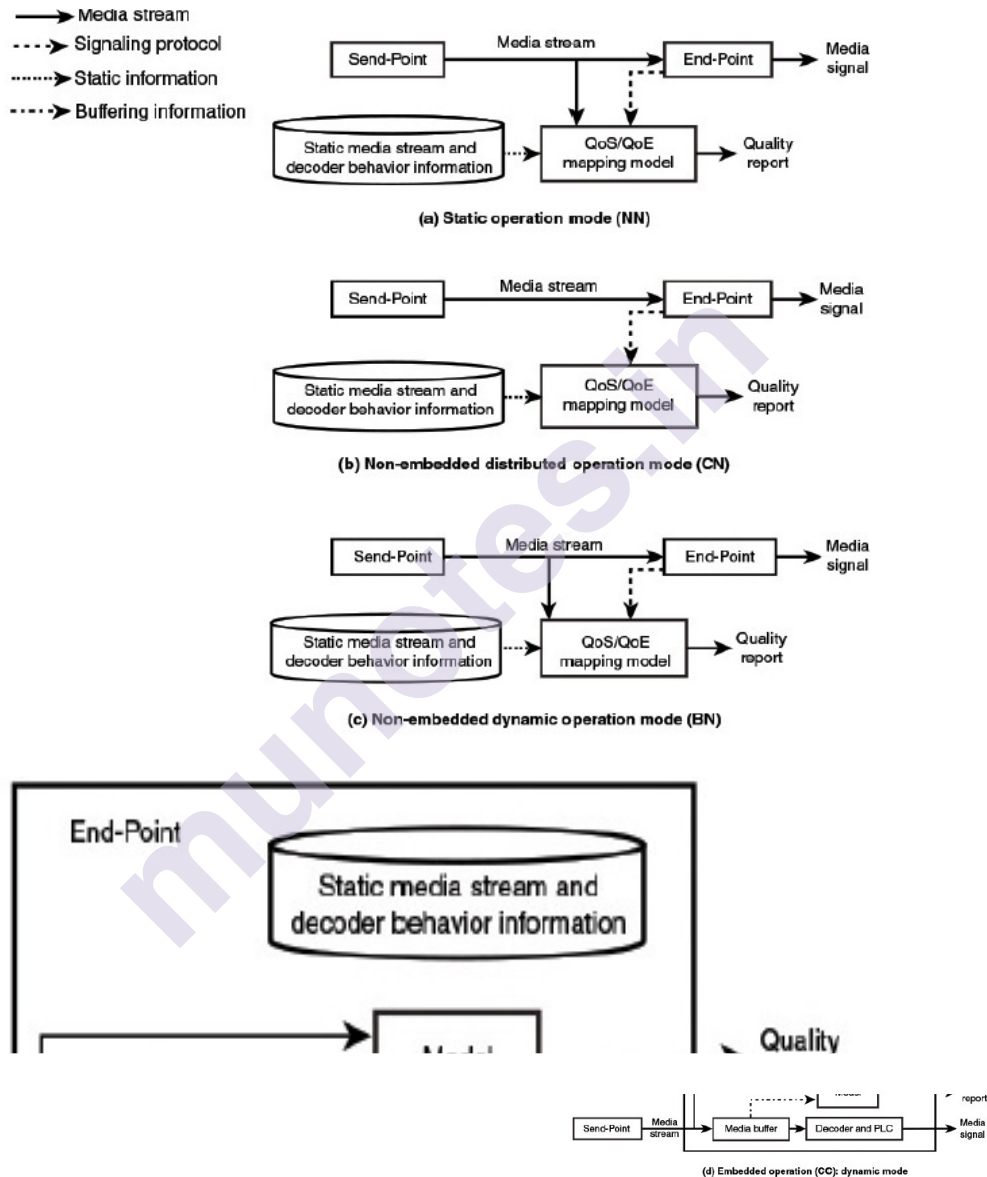 Media stream
Signaling protocol
Static information
Buffering information
Send-Point
Media stream
End-Point
Media
signal
Static media stream and
decoder behavior information
QoS/QoE
mapping model
Quality
report
(a) Static operation mode (NN)
Send-Point
Media stream
End-Point
Media
signal
Static media stream and
decoder behavior information
QoS/QoE
mapping model
Quality
report
(b) Non-embedded distributed operation mode (CN)
Send-Point
Media stream
End-Point
Media
signal
Static media stream and
decoder behavior information
QoS/QoE
mapping model
Quality
report
(c) Non-embedded dynamic operation mode (BN)
End-Point
Static media stream and
decoder behavior information
Model
Quality
Model
report
Send-Point
Media
stream
Media buffer
Decoder and PLC
Media
signal
(d) Embedded operation (CC): dynamic mode
munotes.in